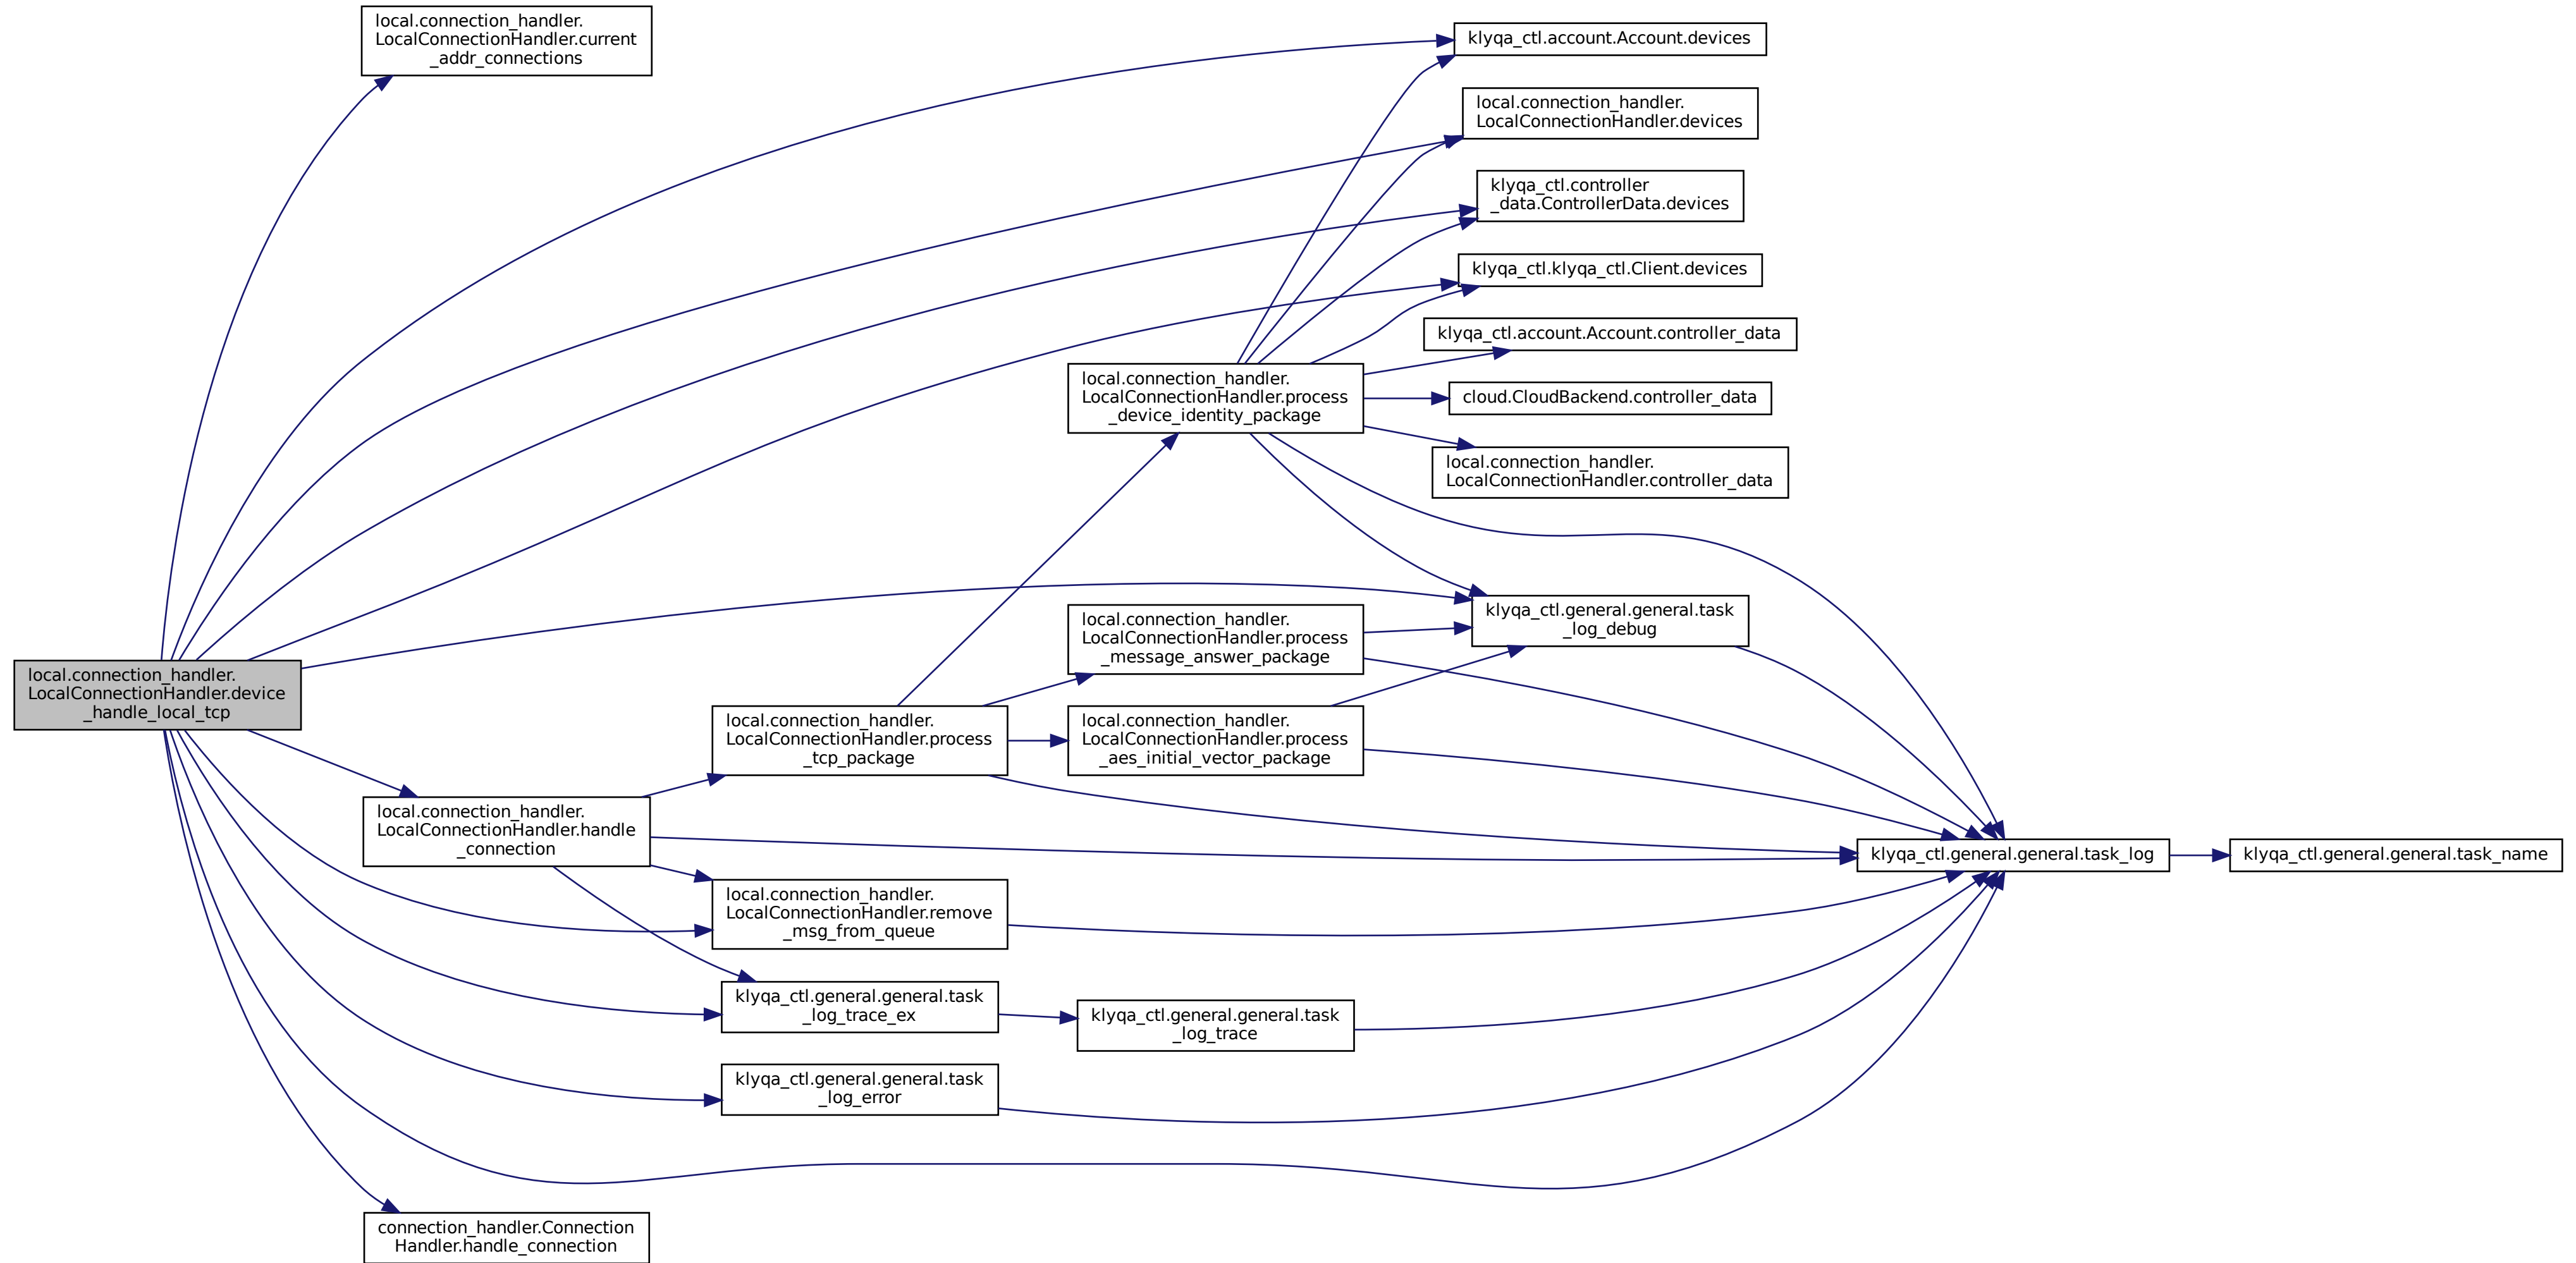 local.connection_handler.
LocalConnectionHandler.device
_handle_local_tcp
local.connection_handler.
LocalConnectionHandler.current
_addr_connections
klyqa_ctl.account.Account.devices
local.connection_handler.
LocalConnectionHandler.devices
klyqa_ctl.controller
_data.ControllerData.devices
klyqa_ctl.klyqa_ctl.Client.devices
klyqa_ctl.account.Account.controller_data
cloud.CloudBackend.controller_data
local.connection_handler.
LocalConnectionHandler.controller_data
local.connection_handler.
LocalConnectionHandler.process
_device_identity_package
klyqa_ctl.general.general.task
_log_debug
local.connection_handler.
LocalConnectionHandler.process
_message_answer_package
local.connection_handler.
LocalConnectionHandler.process
_tcp_package
local.connection_handler.
LocalConnectionHandler.process
_aes_initial_vector_package
local.connection_handler.
LocalConnectionHandler.handle
_connection
klyqa_ctl.general.general.task_log
klyqa_ctl.general.general.task_name
local.connection_handler.
LocalConnectionHandler.remove
_msg_from_queue
klyqa_ctl.general.general.task
_log_trace_ex
klyqa_ctl.general.general.task
_log_trace
klyqa_ctl.general.general.task
_log_error
connection_handler.Connection
Handler.handle_connection